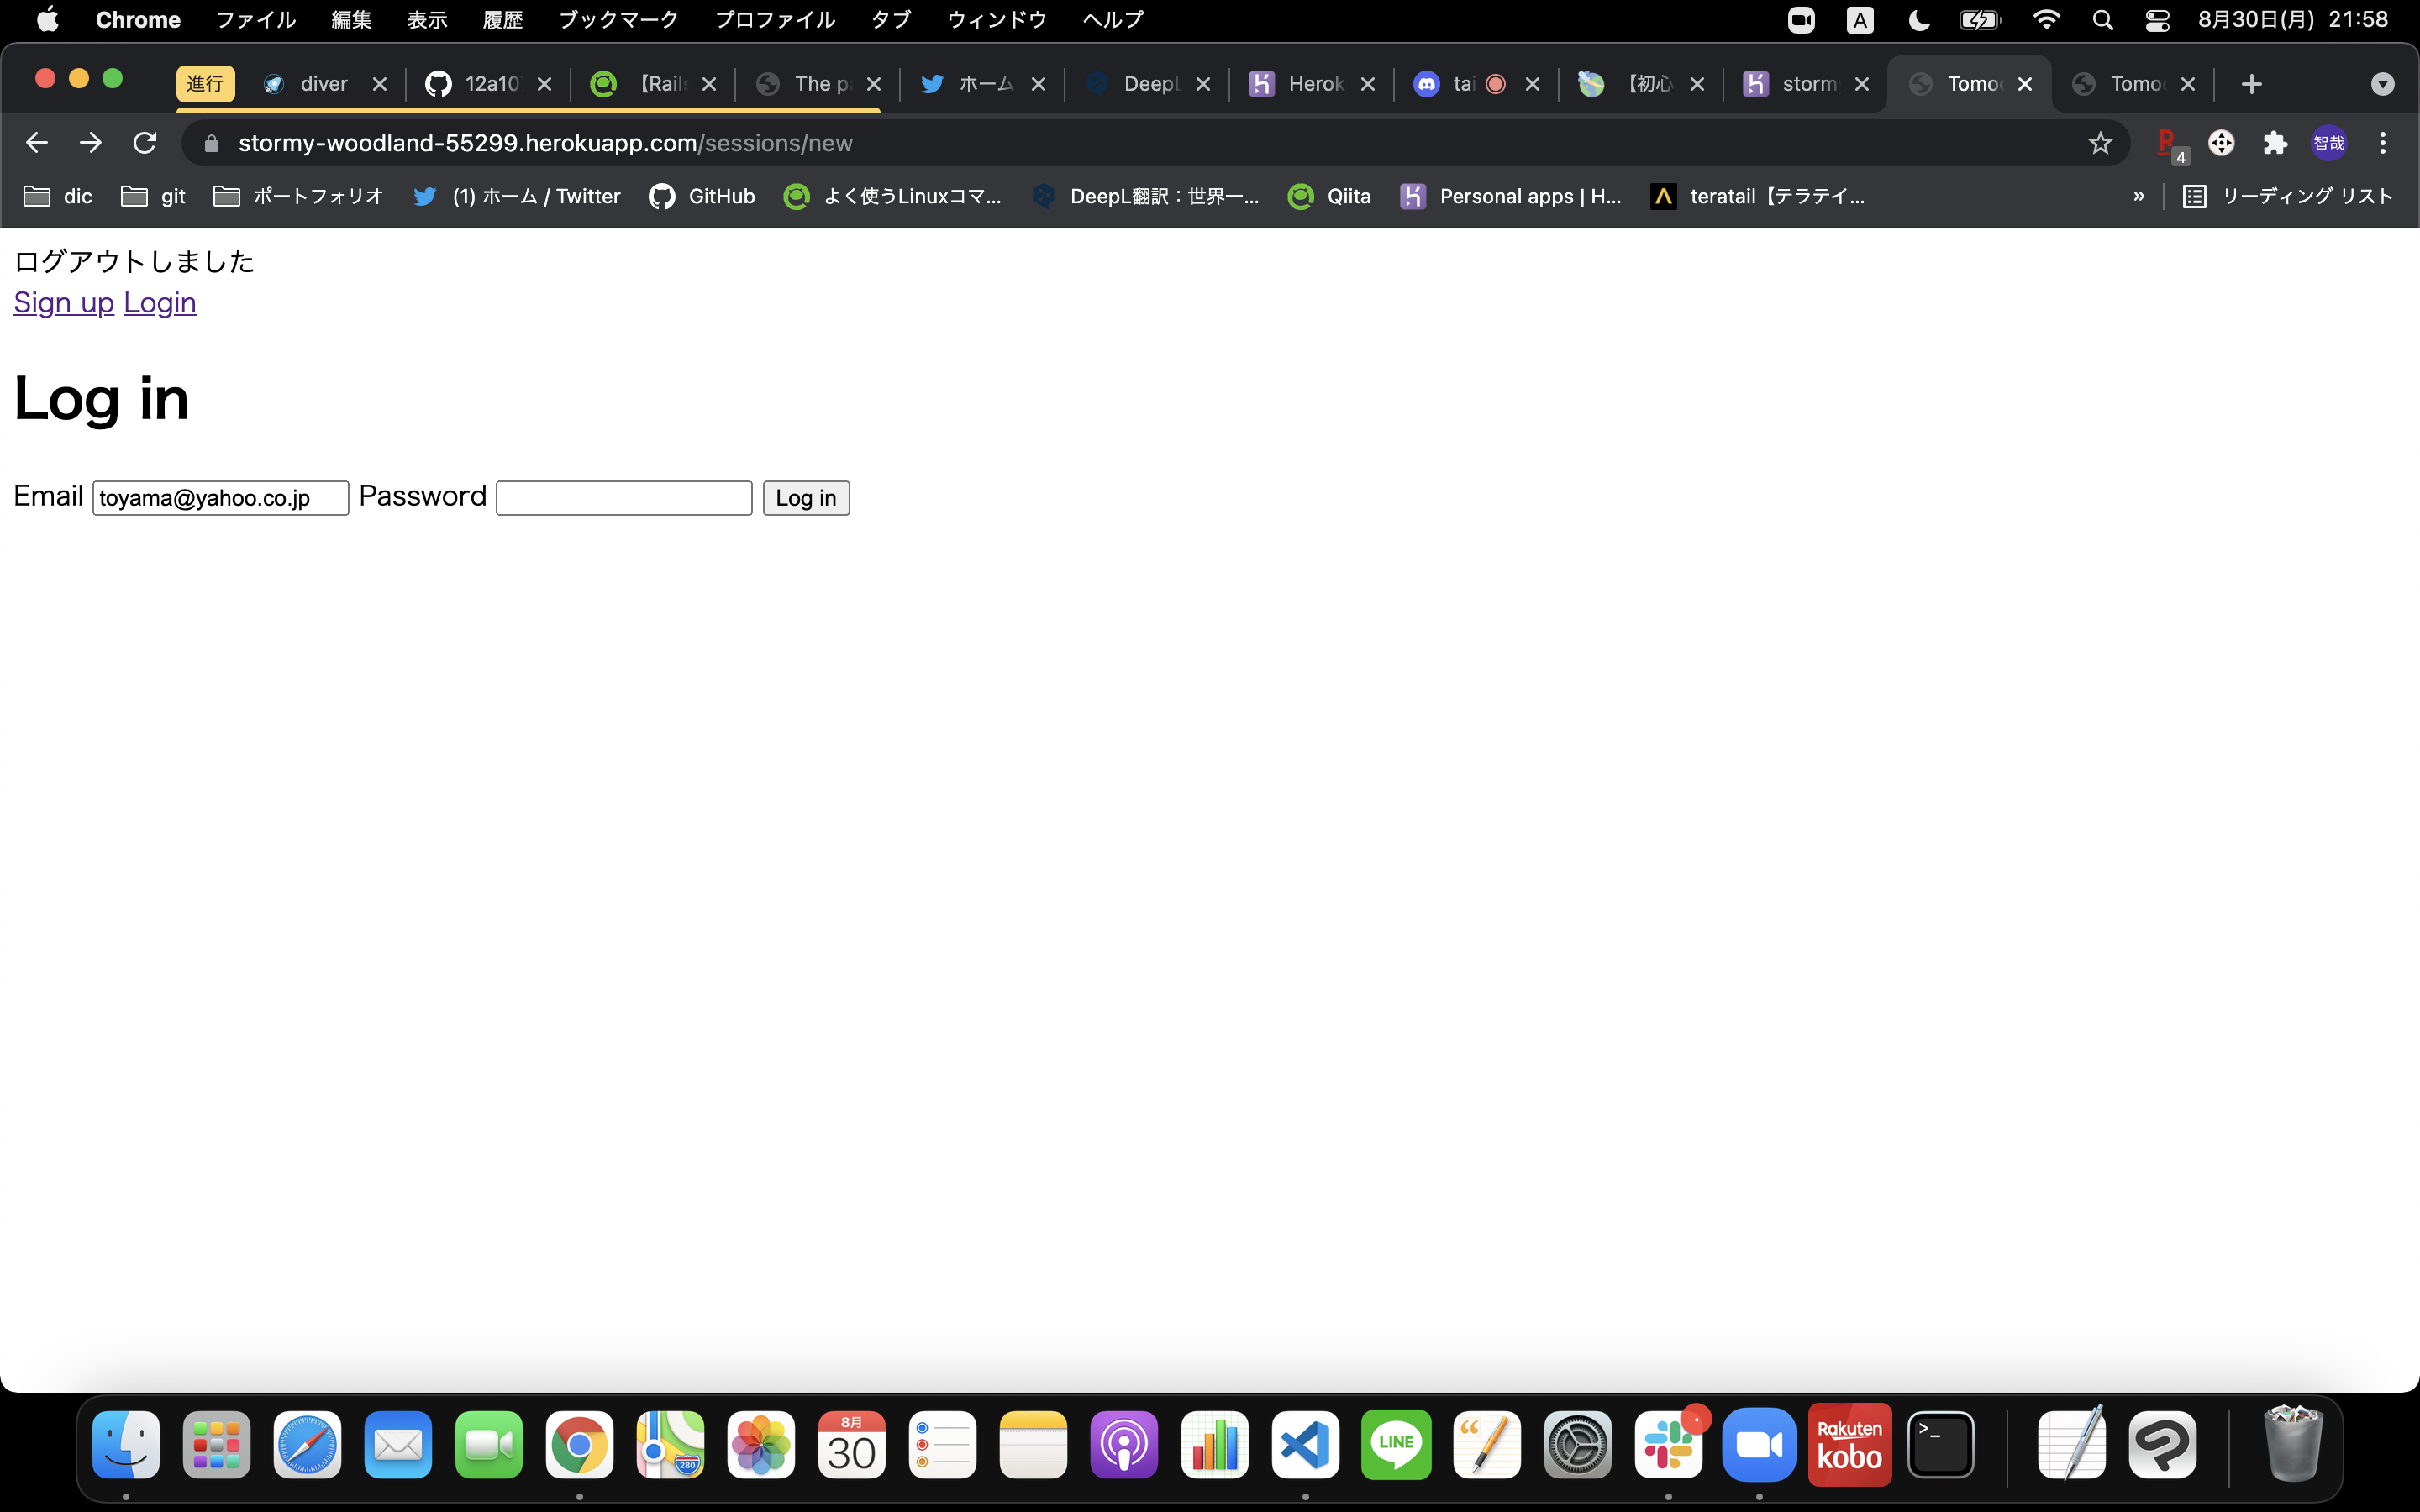 Chrome ファイル 編集 表示 履歴 ブックマーク プロファイル タブ ウィンドウ ヘルプ A 8月30日(月) 21:58
進行 diver 12a10 【Rails The p ホーム DeepL Herok tai 【初心 storm Tomo Tomo
stormy-woodland-55299.herokuapp.com/sessions/new 4 智哉
dic git ポートフォリオ (1) ホーム / Twitter GitHub よく使うLinuxコマ... DeepL翻訳：世界一... Qiita Personal apps | H... teratail【テラテイ... » リーディング リスト
ログアウトしました
Sign up Login
Log in
Email toyama@yahoo.co.jp Password Log in
280 8月 30 LINE Rakuten kobo >_